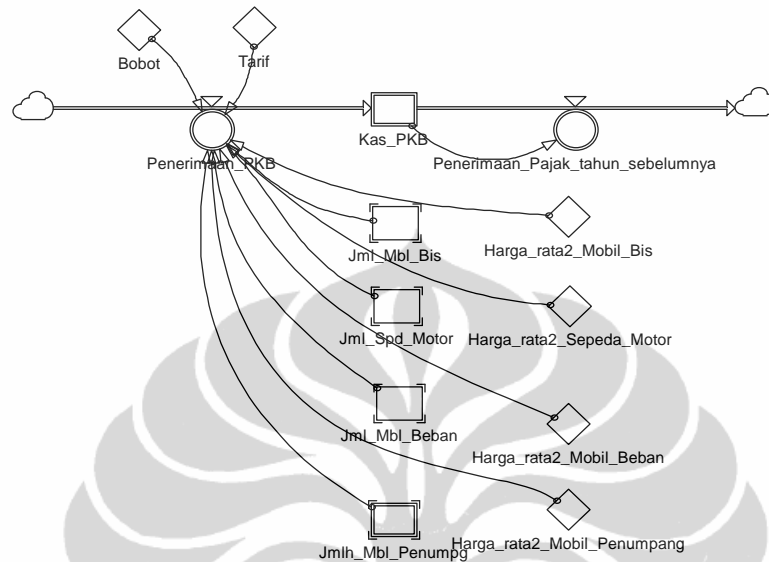 Bobot
Tarif
Kas_PKB
Penerimaan_PKB
Penerimaan_Pajak_tahun_sebelumnya
Jml_Mbl_Bis
Harga_rata2_Mobil_Bis
Jml_Spd_Motor
Harga_rata2_Sepeda_Motor
Jml_Mbl_Beban
Harga_rata2_Mobil_Beban
Jmlh_Mbl_Penumpg
Harga_rata2_Mobil_Penumpang